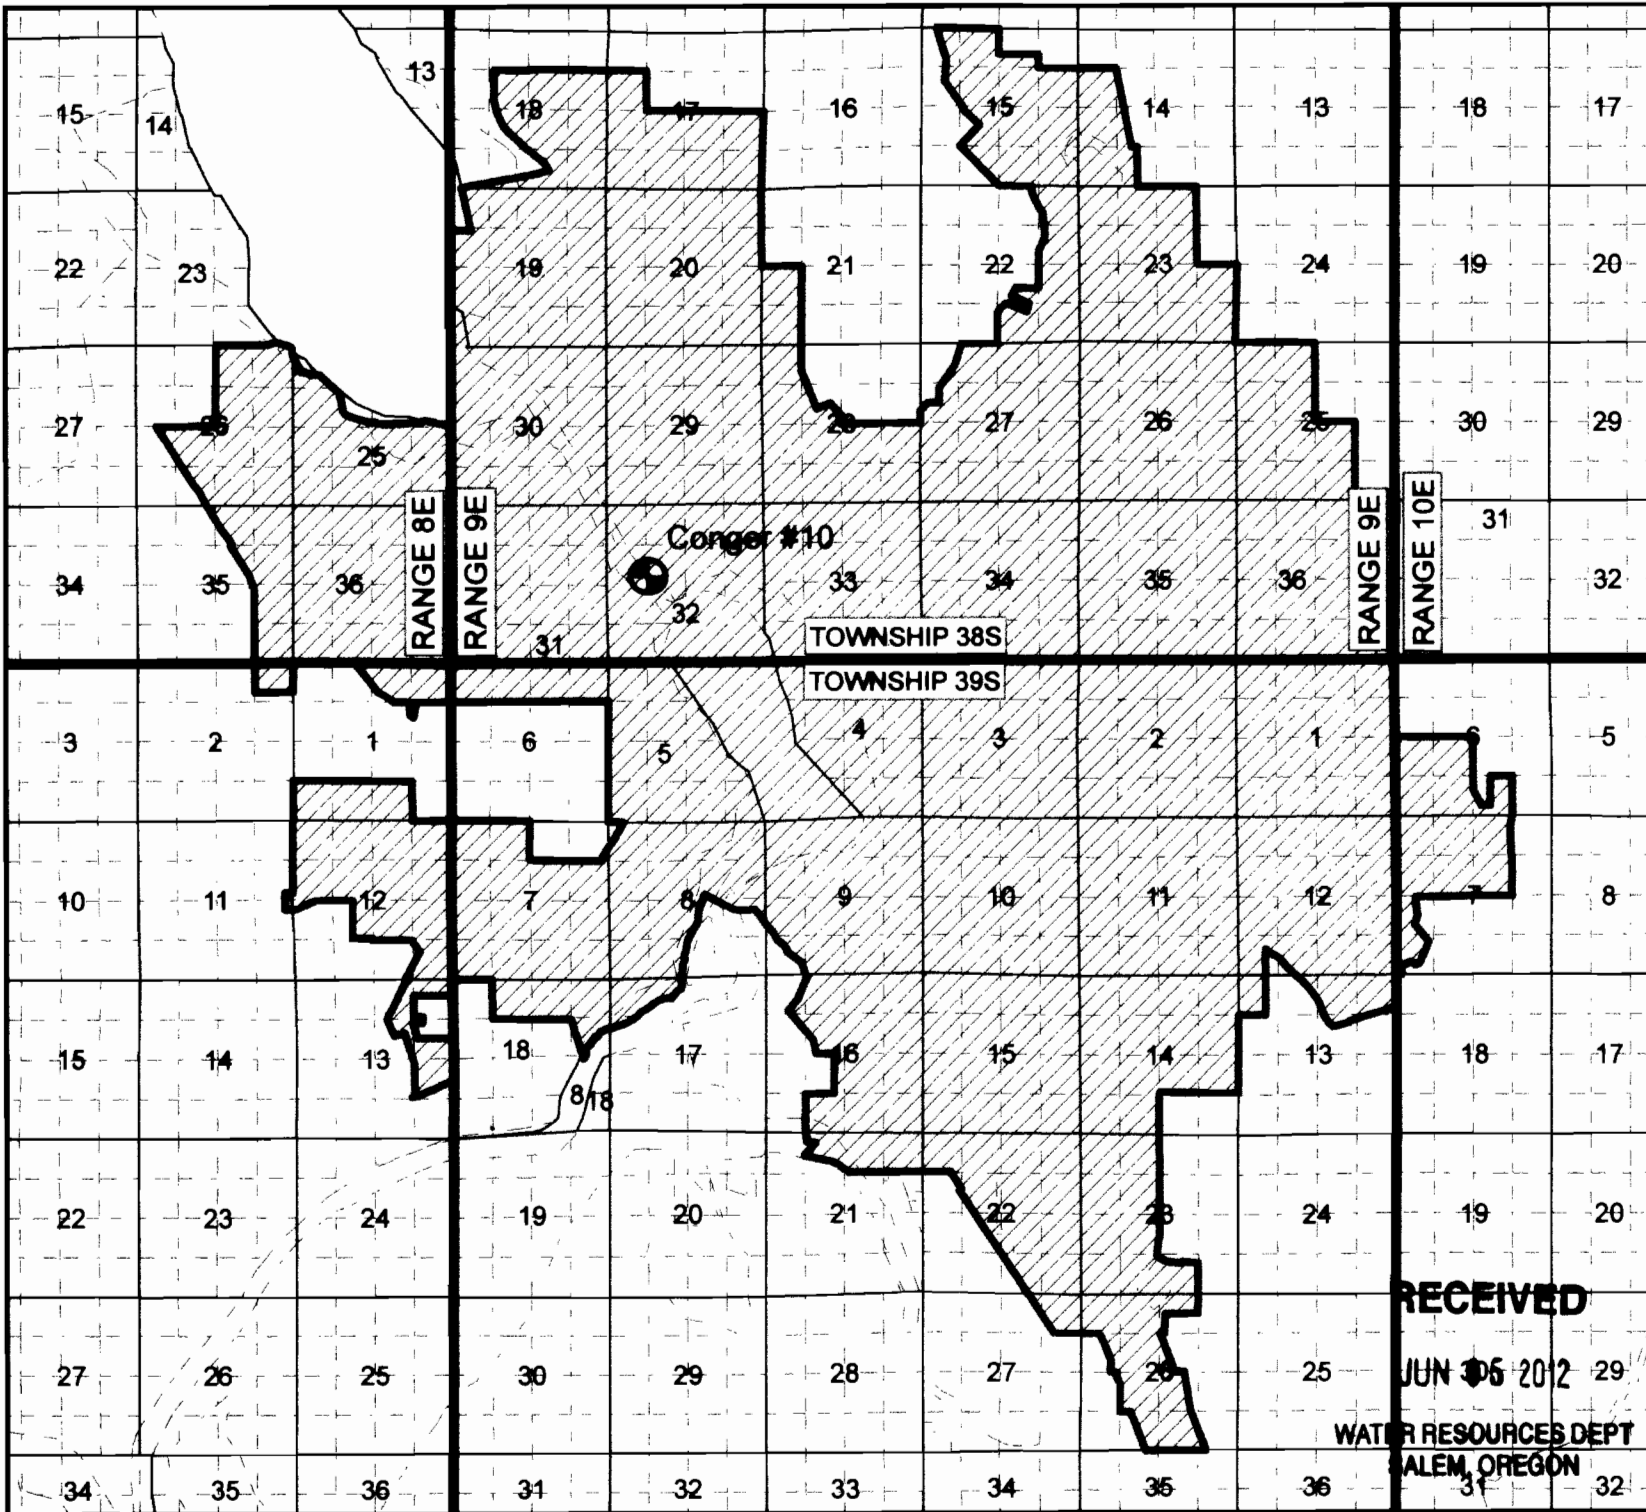 13
15 14 18 17 16 15 14 13 18 17
22 23 19 20 21 22 23 24 19 20
27 26 25 30 29 28 27 26 25 30 29
RANGE 8E
RANGE 9E
RANGE 9E
RANGE 10E
Conger #10
31
34 35 36 32 33 34 35 36 32
31
TOWNSHIP 38S
TOWNSHIP 39S
3 2 1 6 5 4 3 2 1 6 5
10 11 12 7 8 9 10 11 12 7 8
15 14 13 18 17 16 15 14 13 18 17
8 18
22 23 24 19 20 21 22 23 24 19 20
RECEIVED
27 26 25 30 29 28 27 26 25 29
JUN 05 2012
WATER RESOURCES DEPT
SALEM, OREGON
34 35 36 31 32 33 34 35 36 31 32